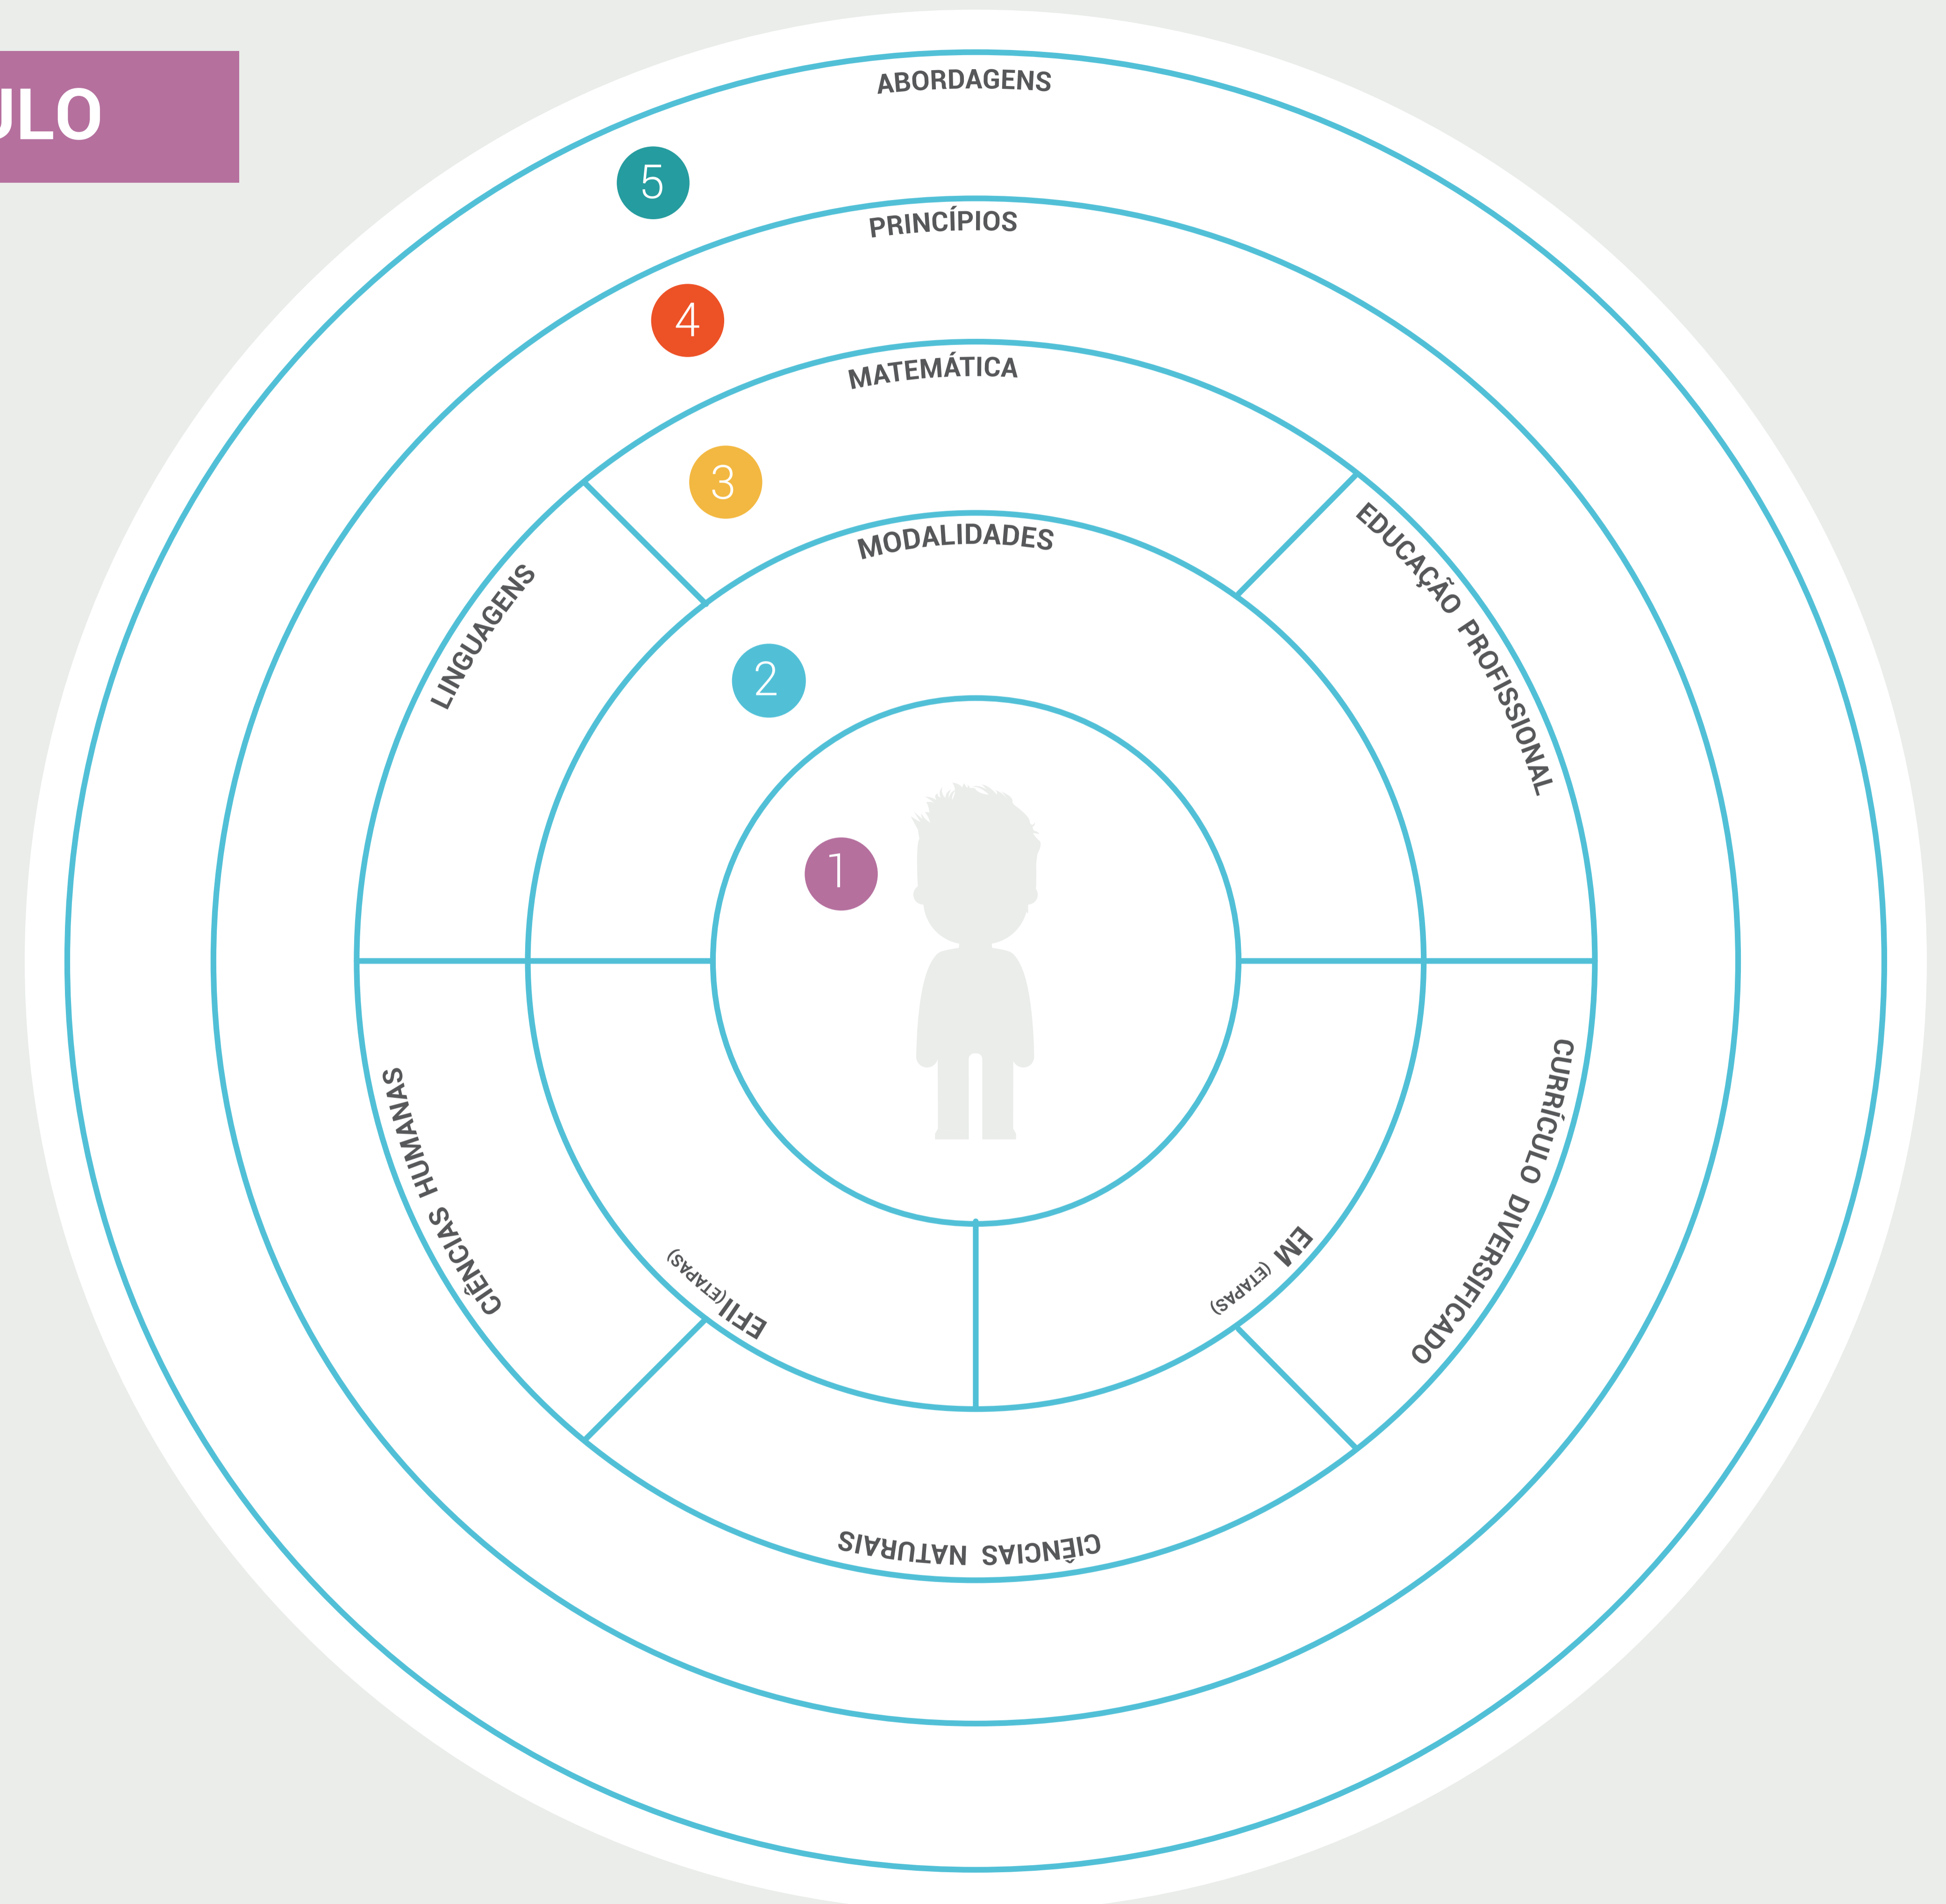 ULO
ABORDAGENS
5
PRINCÍPIOS
4
MATEMÁTICA
3
MODALIDADES
2
1
LINGUAGENS
EDUCAÇÃO PROFISSIONAL
CIÊNCIAS HUMANAS
CURRÍCULO DIVERSIFICADO
EFII (ETAPAS)
EM (ETAPAS)
CIÊNCIAS NATURAIS